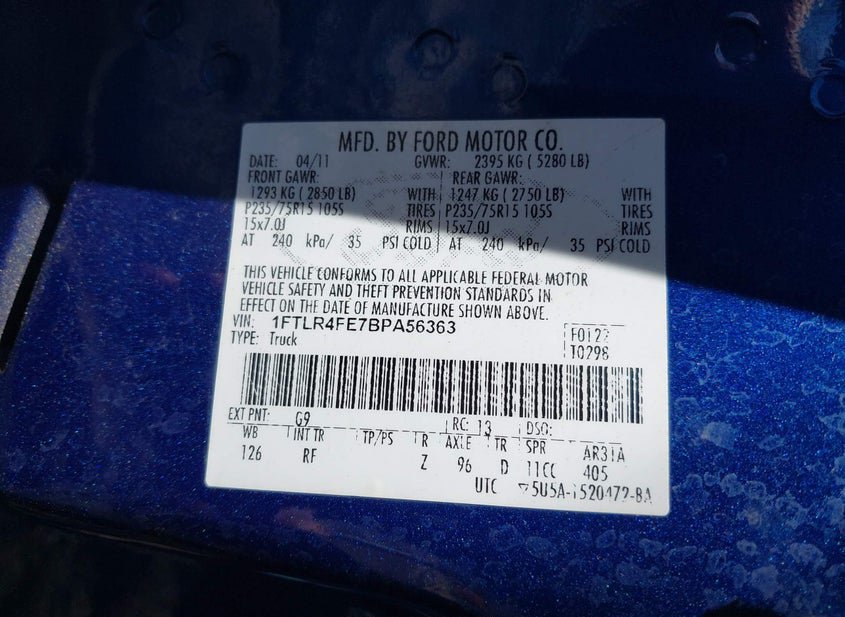 MFD. BY FORD MOTOR CO.
DATE: 04/11 GVWR: 2395 KG ( 5280 LB)
FRONT GAWR: REAR GAWR:
1293 KG ( 2850 LB) WITH 1247 KG ( 2750 LB) WITH
P235/75R15 105S TIRES P235/75R15 105S TIRES
15x7.0J RIMS 15x7.0J RIMS
AT 240 kPa/ 35 PSI COLD AT 240 kPa/ 35 PSI COLD
THIS VEHICLE CONFORMS TO ALL APPLICABLE FEDERAL MOTOR
VEHICLE SAFETY AND THEFT PREVENTION STANDARDS IN
EFFECT ON THE DATE OF MANUFACTURE SHOWN ABOVE.
VIN: 1FTLR4FE7BPA56363 F0122
TYPE: Truck T0298
EXT PNT: G9 RC: 13 DSO:
WB INT TR TP/PS R AXLE TR SPR AR31A
126 RF Z 96 D 11CC 405
UTC 5U5A-1520472-BA